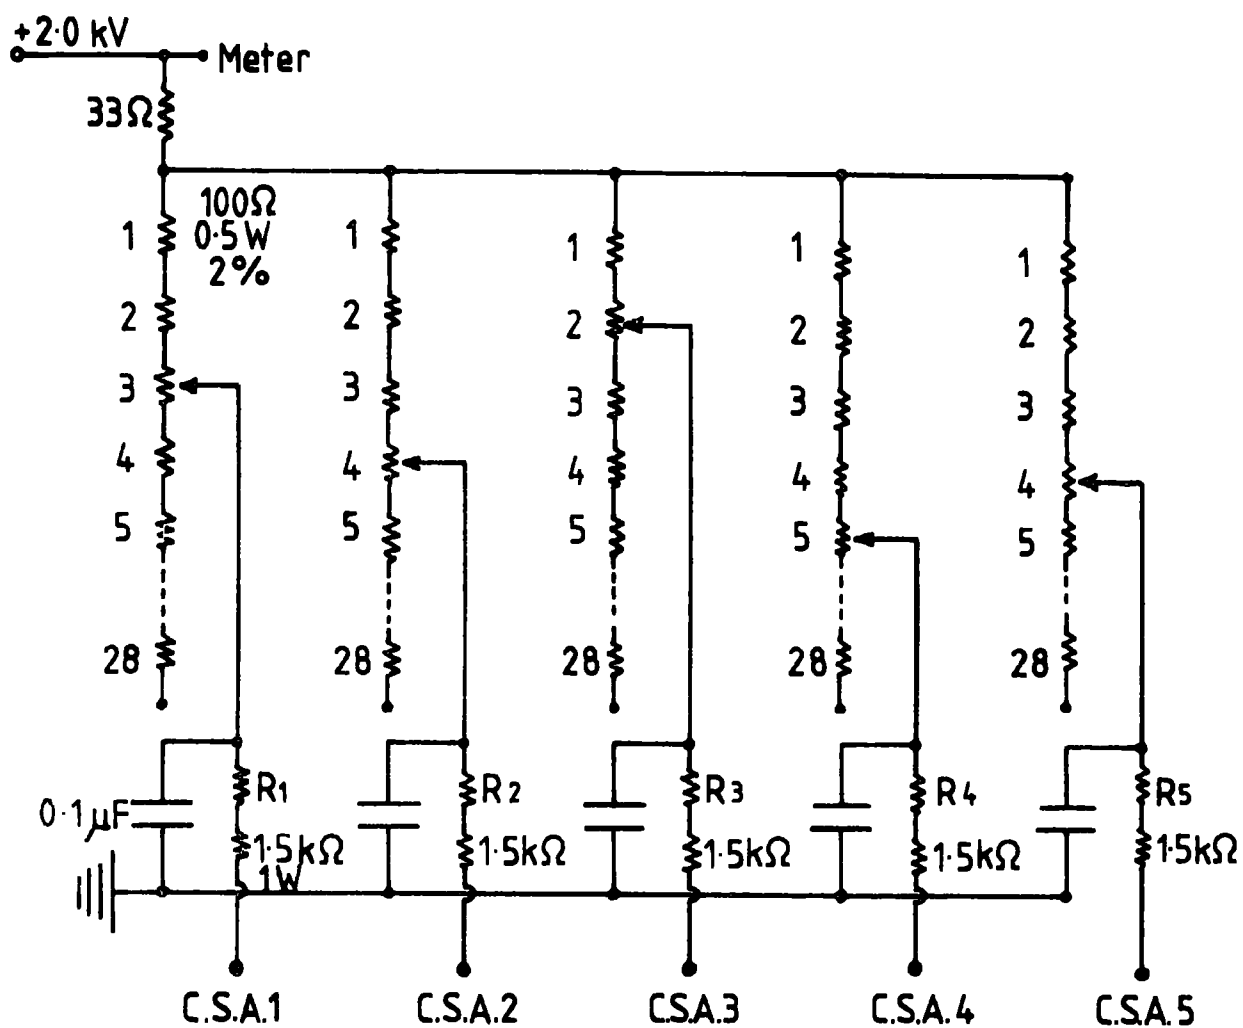 +2·0 kV
Meter
33Ω
100Ω
0·5W
2%
1 1 1 1 1
2 2 2 2 2
3 3 3 3 3
4 4 4 4 4
5 5 5 5 5
28 28 28 28 28
0·1µF
R1 R2 R3 R4 R5
1·5kΩ 1·5kΩ 1·5kΩ 1·5kΩ 1·5kΩ
1W
C.S.A.1 C.S.A.2 C.S.A.3 C.S.A.4 C.S.A.5